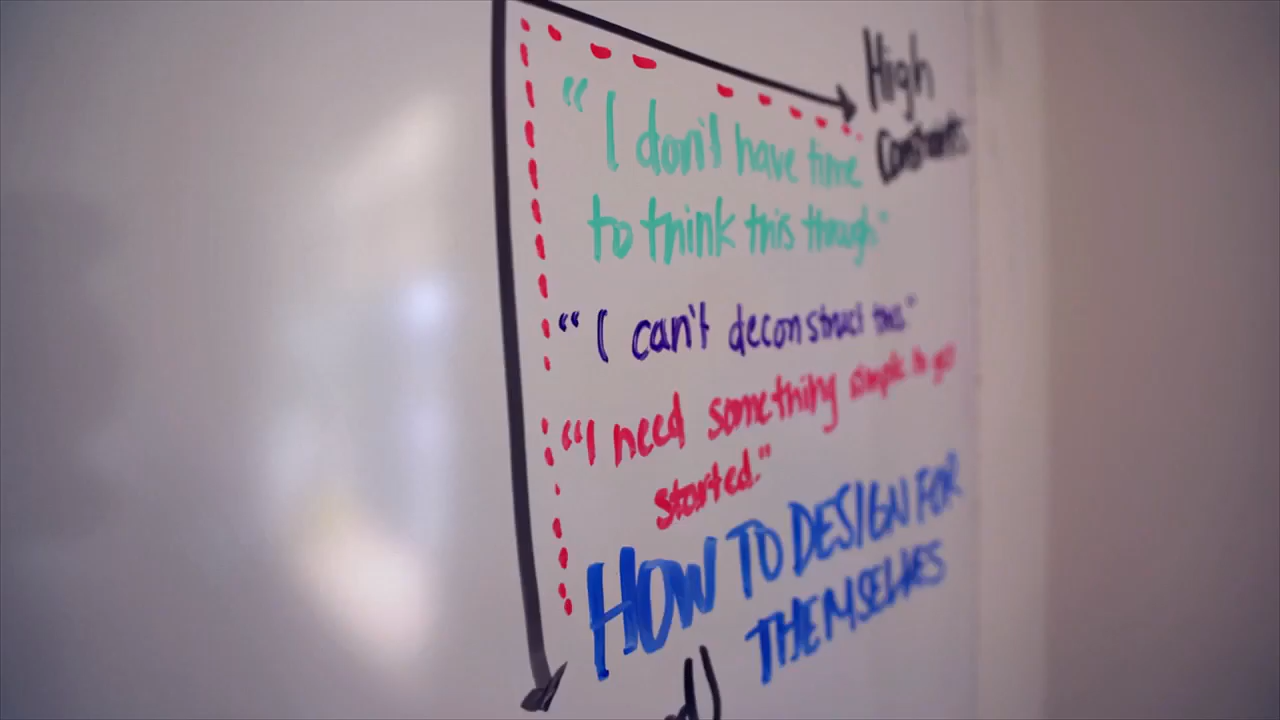 High
Constraints
“I don't have time
to think this through"
“I can't deconstruct this"
“I need something simple to get
started."
HOW TO DESIGN FOR
THEMSELVES
d)